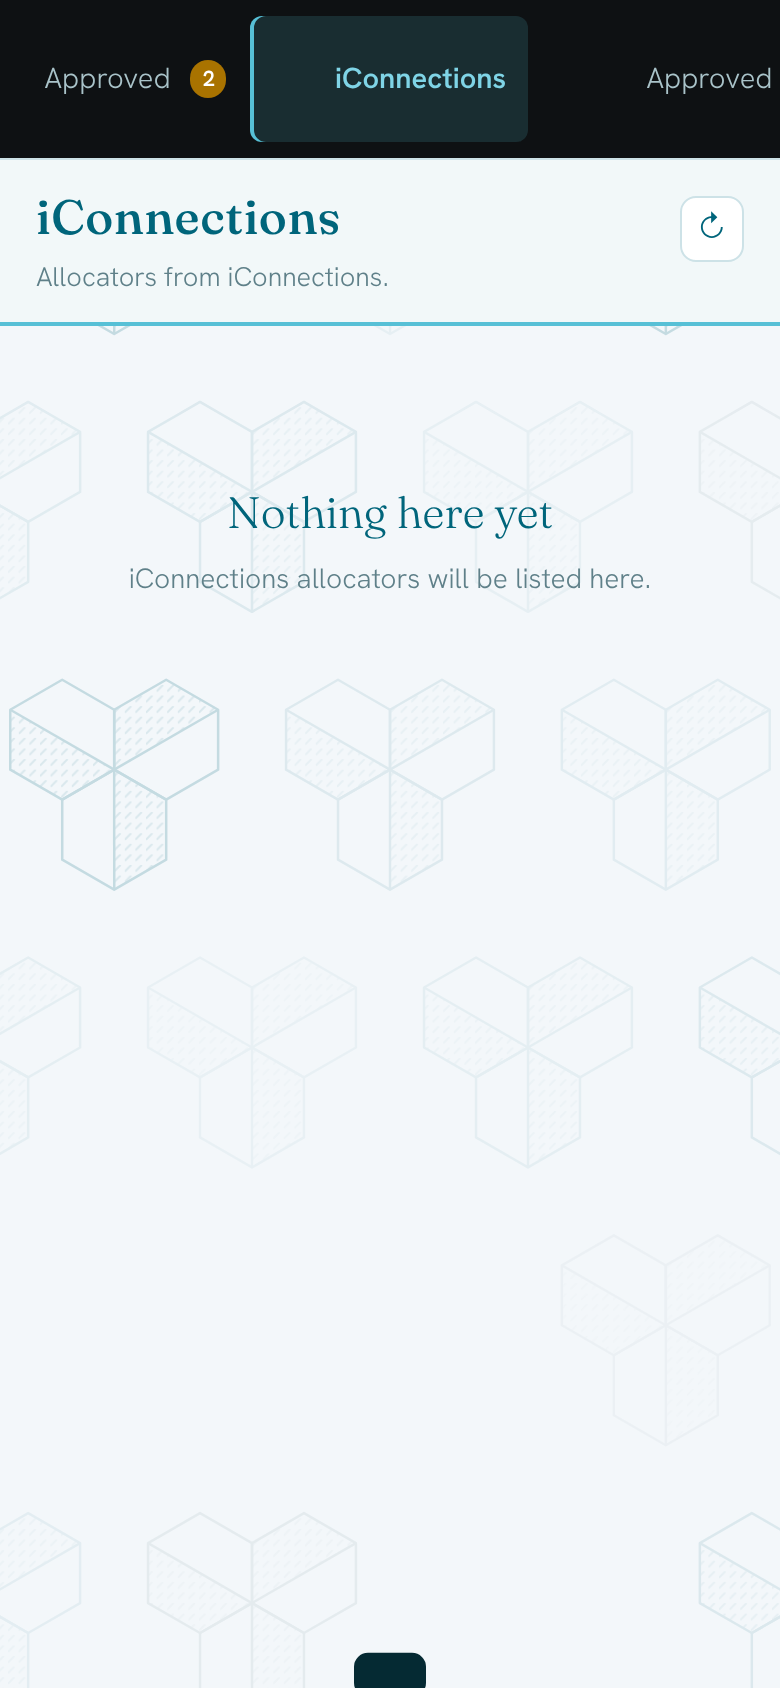 Approved 2 iConnections Approved
iConnections
Allocators from iConnections.
Nothing here yet
iConnections allocators will be listed here.